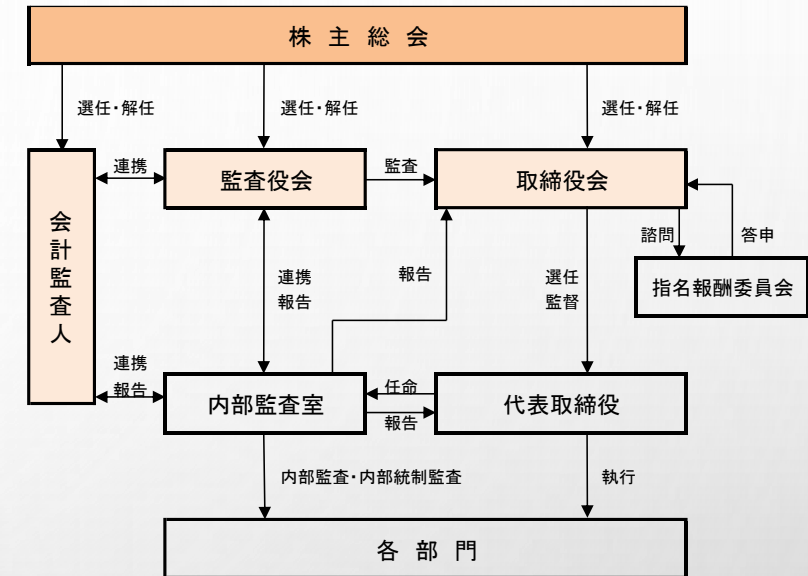 株主総会
選任・解任
選任・解任
選任・解任
会計監査人
連携
監査役会
監査
取締役会
諮問
答申
指名報酬委員会
連携
報告
報告
選任
監督
連携
報告
内部監査室
任命
報告
代表取締役
内部監査・内部統制監査
執行
各部門